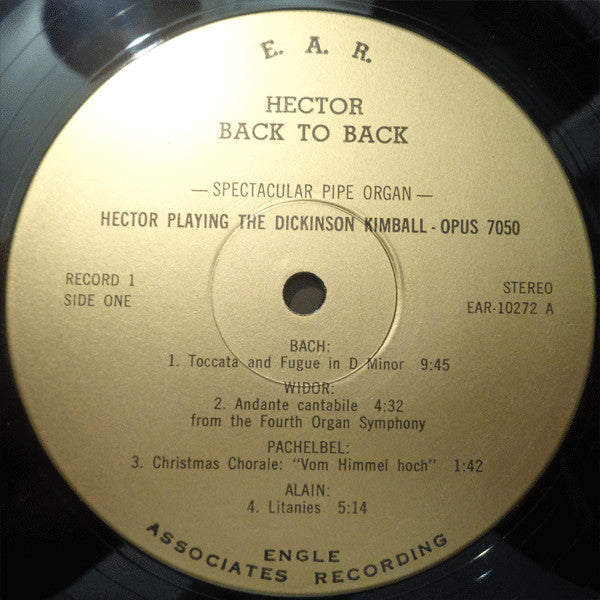 E. A. R.
HECTOR
BACK TO BACK
— SPECTACULAR PIPE ORGAN —
HECTOR PLAYING THE DICKINSON KIMBALL - OPUS 7050
RECORD 1
SIDE ONE
STEREO
EAR-10272 A
BACH:
1. Toccata and Fugue in D Minor 9:45
WIDOR:
2. Andante cantabile 4:32
from the Fourth Organ Symphony
PACHELBEL:
3. Christmas Chorale: “Vom Himmel hoch” 1:42
ALAIN:
4. Litanies 5:14
ENGLE
ASSOCIATES RECORDING